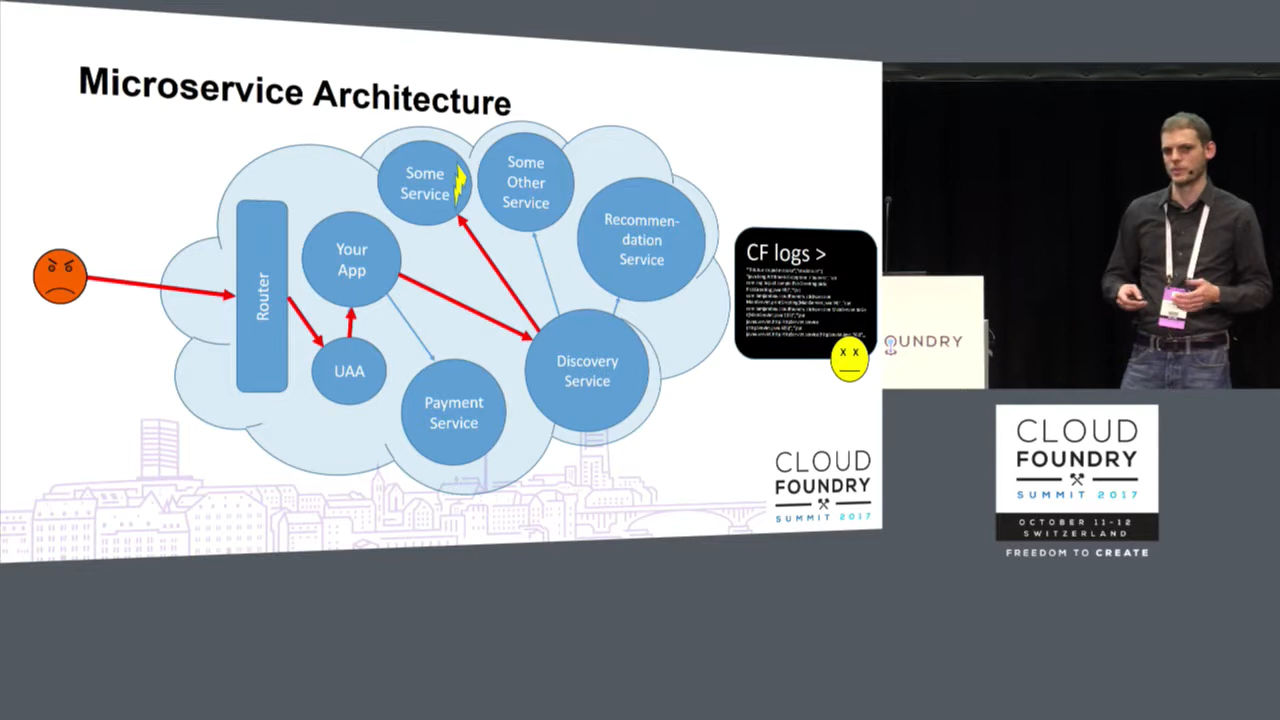 Microservice Architecture
Some
Service
Some
Other
Service
Recommen-
dation
Service
Your
App
Router
UAA
Payment
Service
Discovery
Service
CF logs >
X X
CLOUD
FOUNDRY
SUMMIT 2017
OUNDRY
CLOUD
FOUNDRY
SUMMIT 2017
OCTOBER 11-12
SWITZERLAND
FREEDOM TO CREATE